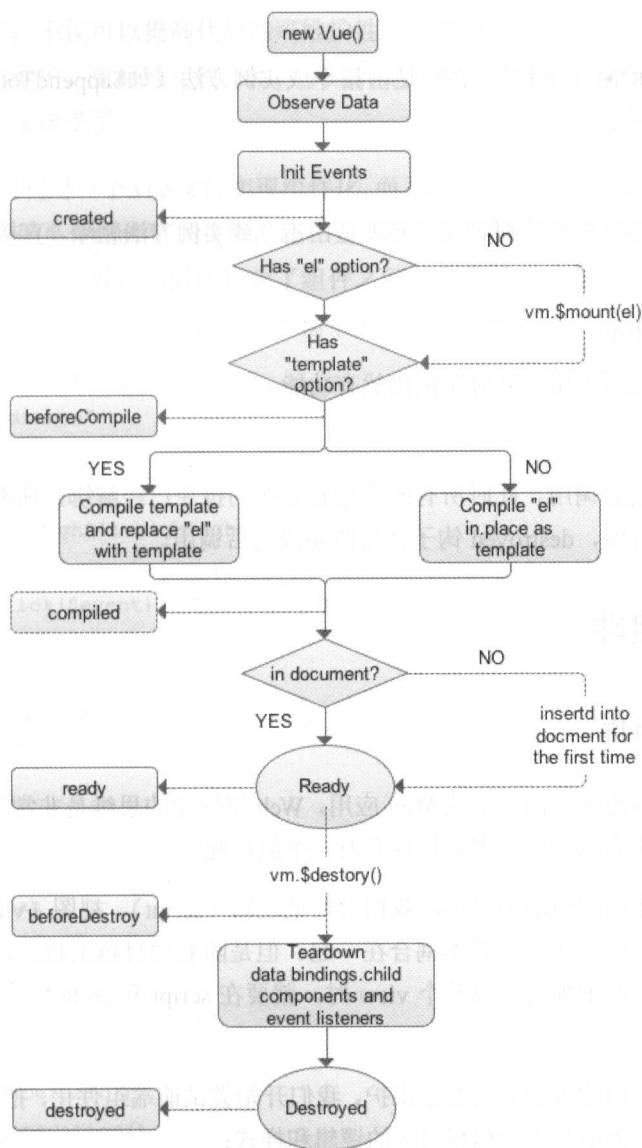 new Vue()
Observe Data
Init Events
created
NO
Has "el" option?
vm.$mount(el)
Has
"template"
option?
beforeCompile
YES
NO
Compile template
and replace "el"
with template
Compile "el"
in.place as
template
compiled
in document?
NO
YES
insertd into
docment for
the first time
ready
Ready
vm.$destory()
beforeDestroy
Teardown
data bindings.child
components and
event listeners
destroyed
Destroyed